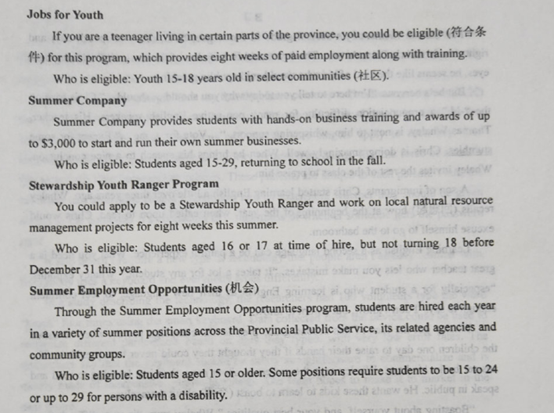 Jobs for Youth
If you are a teenager living in certain parts of the province, you could be eligible (符合条
件) for this program, which provides eight weeks of paid employment along with training.
Who is eligible: Youth 15-18 years old in select communities (社区).
Summer Company
Summer Company provides students with hands-on business training and awards of up
to $3,000 to start and run their own summer businesses.
Who is eligible: Students aged 15-29, returning to school in the fall.
Stewardship Youth Ranger Program
You could apply to be a Stewardship Youth Ranger and work on local natural resource
management projects for eight weeks this summer.
Who is eligible: Students aged 16 or 17 at time of hire, but not turning 18 before
December 31 this year.
Summer Employment Opportunities (机会)
Through the Summer Employment Opportunities program, students are hired each year
in a variety of summer positions across the Provincial Public Service, its related agencies and
community groups.
Who is eligible: Students aged 15 or older. Some positions require students to be 15 to 24
or up to 29 for persons with a disability.